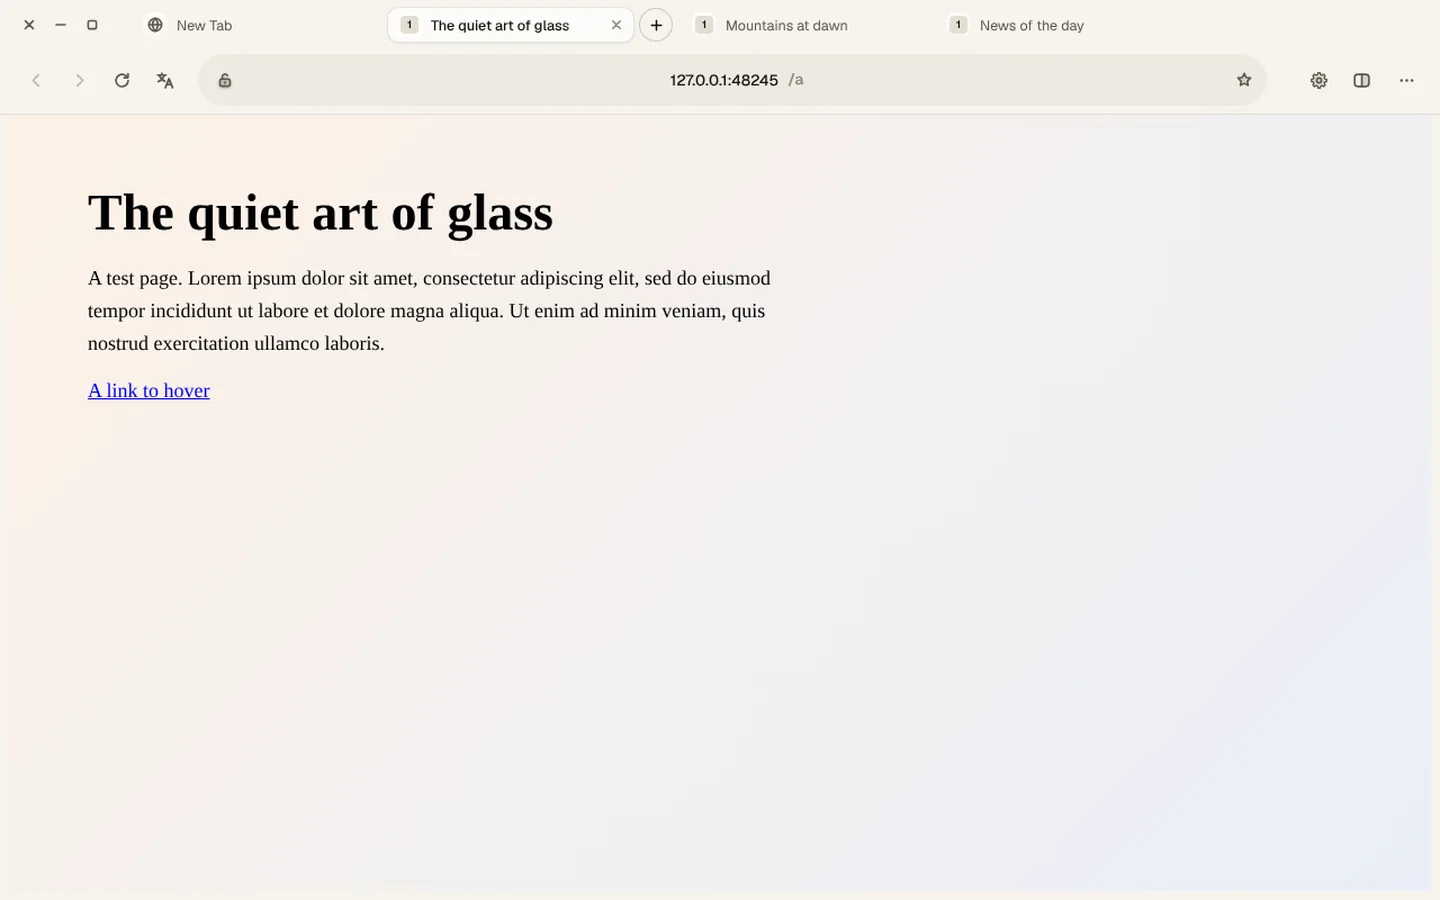 New Tab
1 The quiet art of glass
1 Mountains at dawn
1 News of the day
127.0.0.1:48245 /a
The quiet art of glass
A test page. Lorem ipsum dolor sit amet, consectetur adipiscing elit, sed do eiusmod
tempor incididunt ut labore et dolore magna aliqua. Ut enim ad minim veniam, quis
nostrud exercitation ullamco laboris.
A link to hover